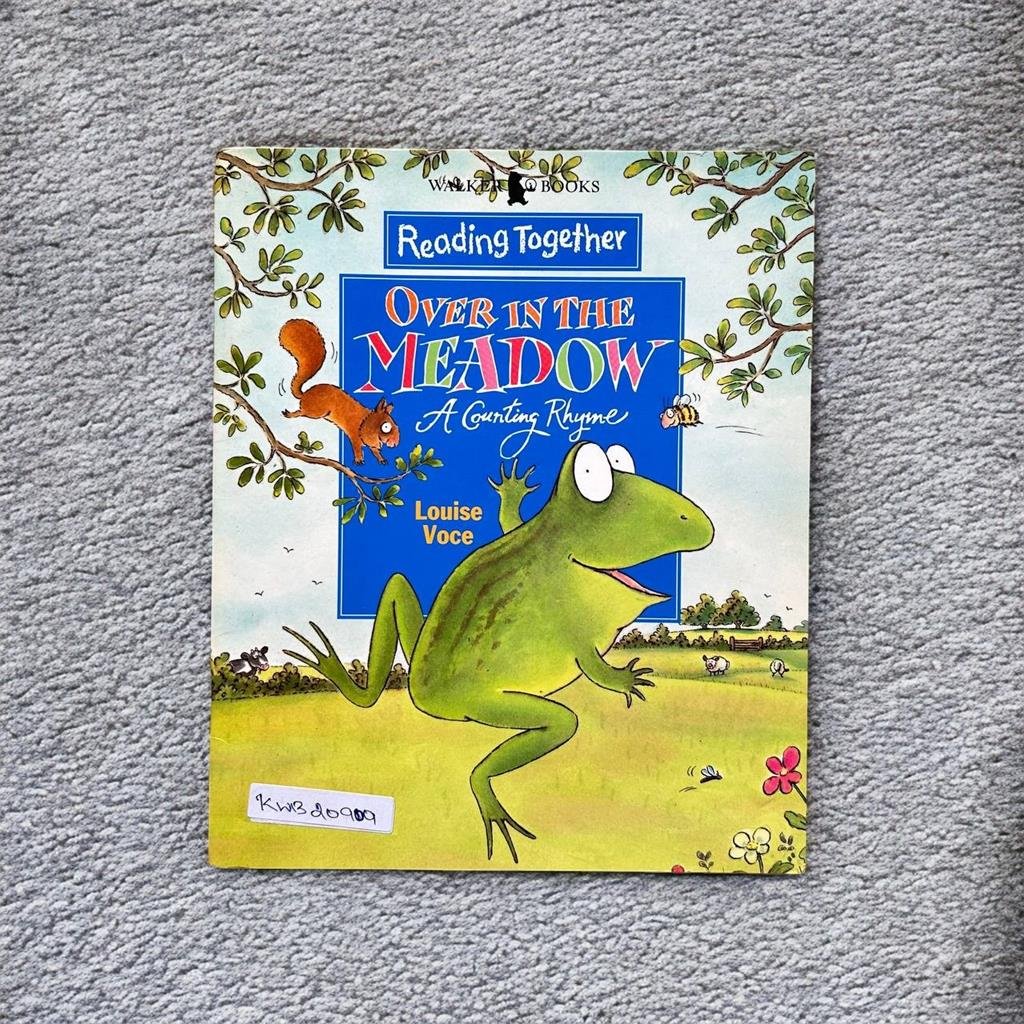 WALKER BOOKS
Reading Together
OVER IN THE
MEADOW
A Counting Rhyme
Louise
Voce
KWB20909